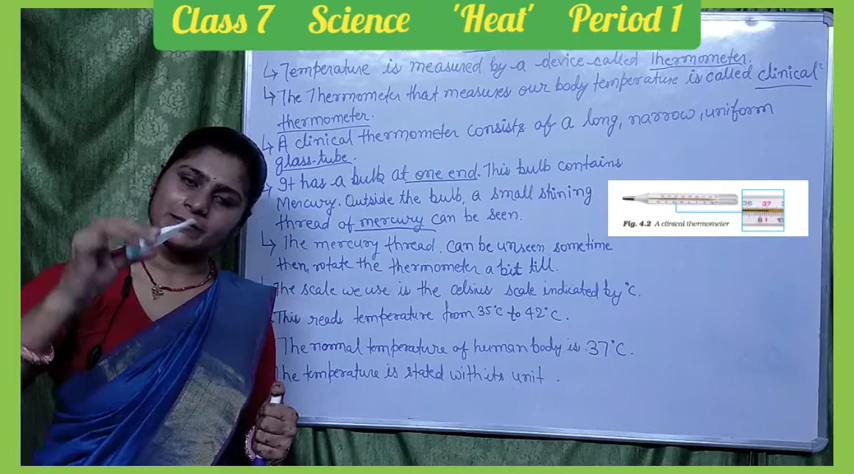 Class 7 Science 'Heat' Period 1
↳ Temperature is measured by a device called Thermometer.
↳ The Thermometer that measures our body temperature is called clinical
thermometer.
↳ A clinical thermometer consists of a long, narrow, uniform
glass-tube.
It has a bulb at one end. This bulb contains
Mercury. Outside the bulb, a small shining
thread of mercury can be seen.
↳ The mercury thread. Can be unseen sometime
then, rotate the thermometer a bit till.
The scale we use is the celsius scale indicated by °C.
This reads temperature from 35°C to 42°C.
The normal temperature of human body is 37°C.
The temperature is stated with its unit.
36 37
8 1
Fig. 4.2 A clinical thermometer